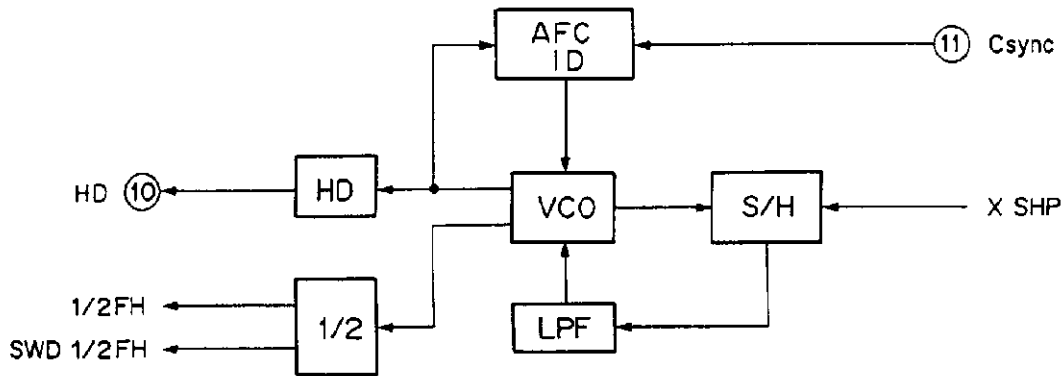 AFC
ID
11 Csync
HD 10
HD
VCO
S/H
X SHP
1/2FH
SWD 1/2FH
1/2
LPF